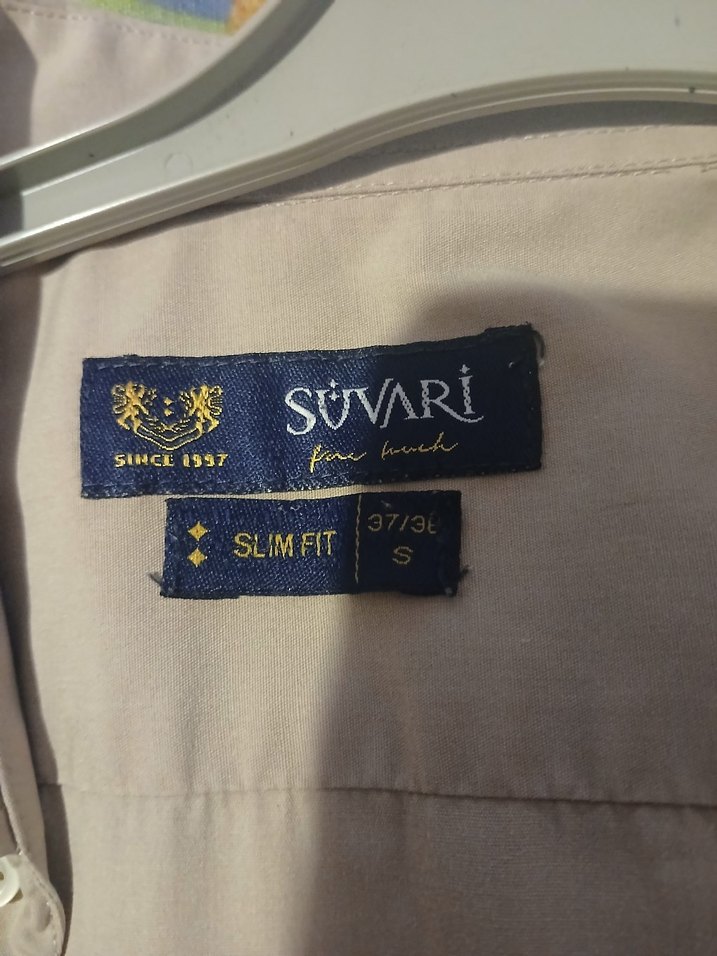 SÜVARİ
fine touch
SINCE 1997
SLIM FIT
37/38
S